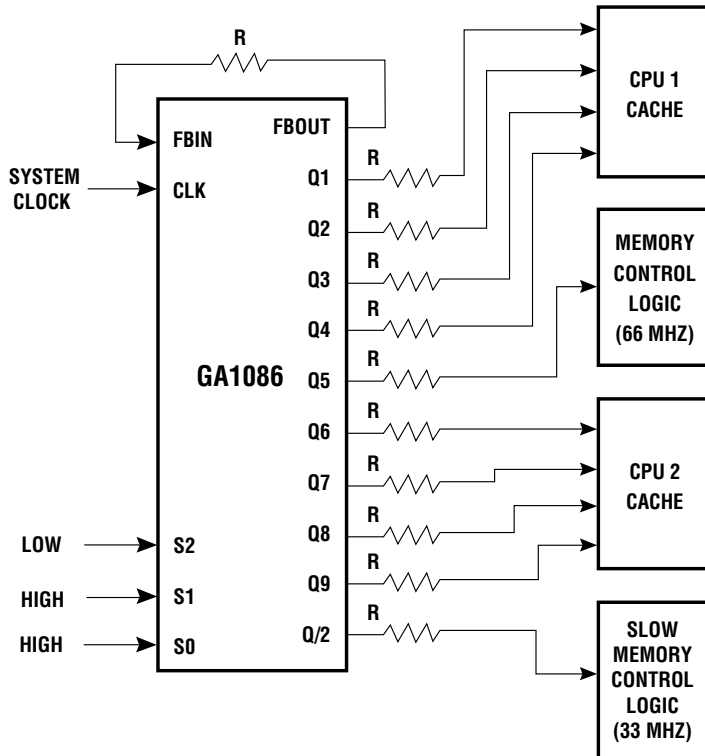 R
FBIN
FBOUT
SYSTEM
CLOCK
CLK
R
Q1
R
Q2
R
Q3
R
Q4
GA1086
R
Q5
R
Q6
R
Q7
R
Q8
R
Q9
R
Q/2
LOW
S2
HIGH
S1
HIGH
S0
CPU 1
CACHE
MEMORY
CONTROL
LOGIC
(66 MHZ)
CPU 2
CACHE
SLOW
MEMORY
CONTROL
LOGIC
(33 MHZ)